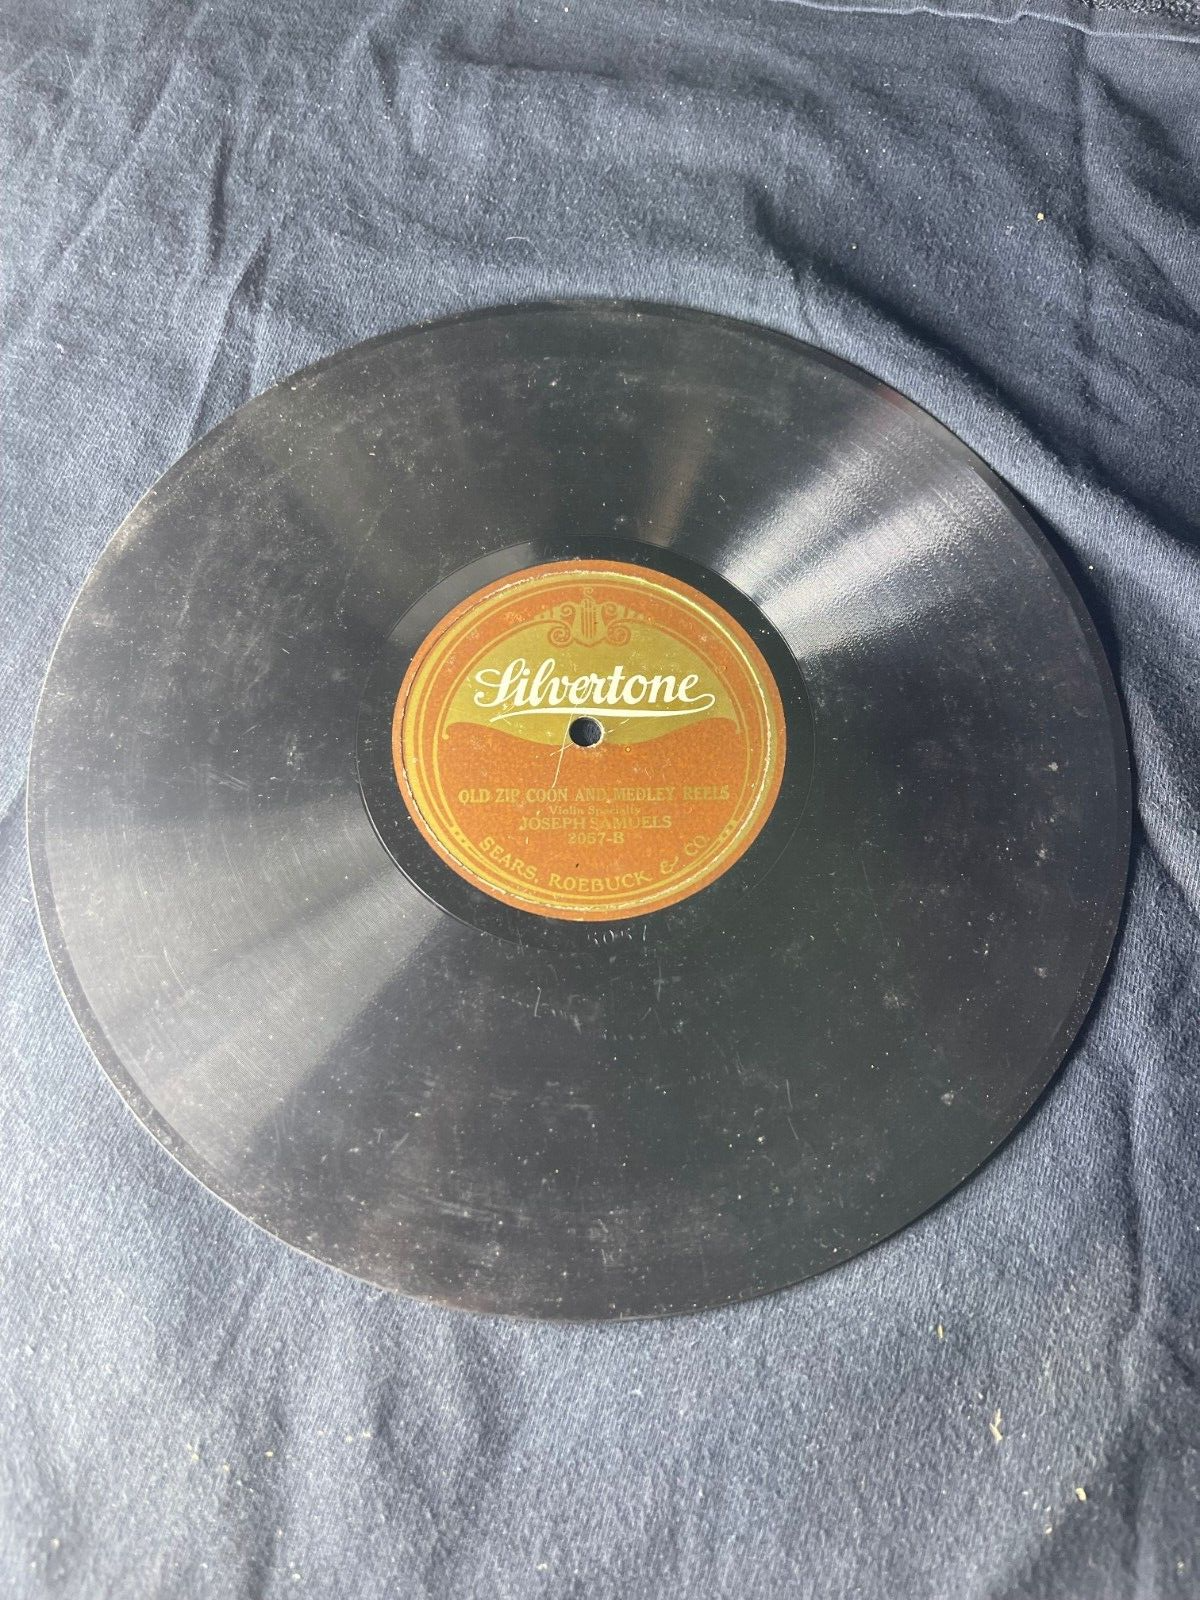 Silvertone
OLD ZIP COON AND MEDLEY REELS
Violin Specialty
JOSEPH SAMUELS
2057-B
SEARS, ROEBUCK & CO.